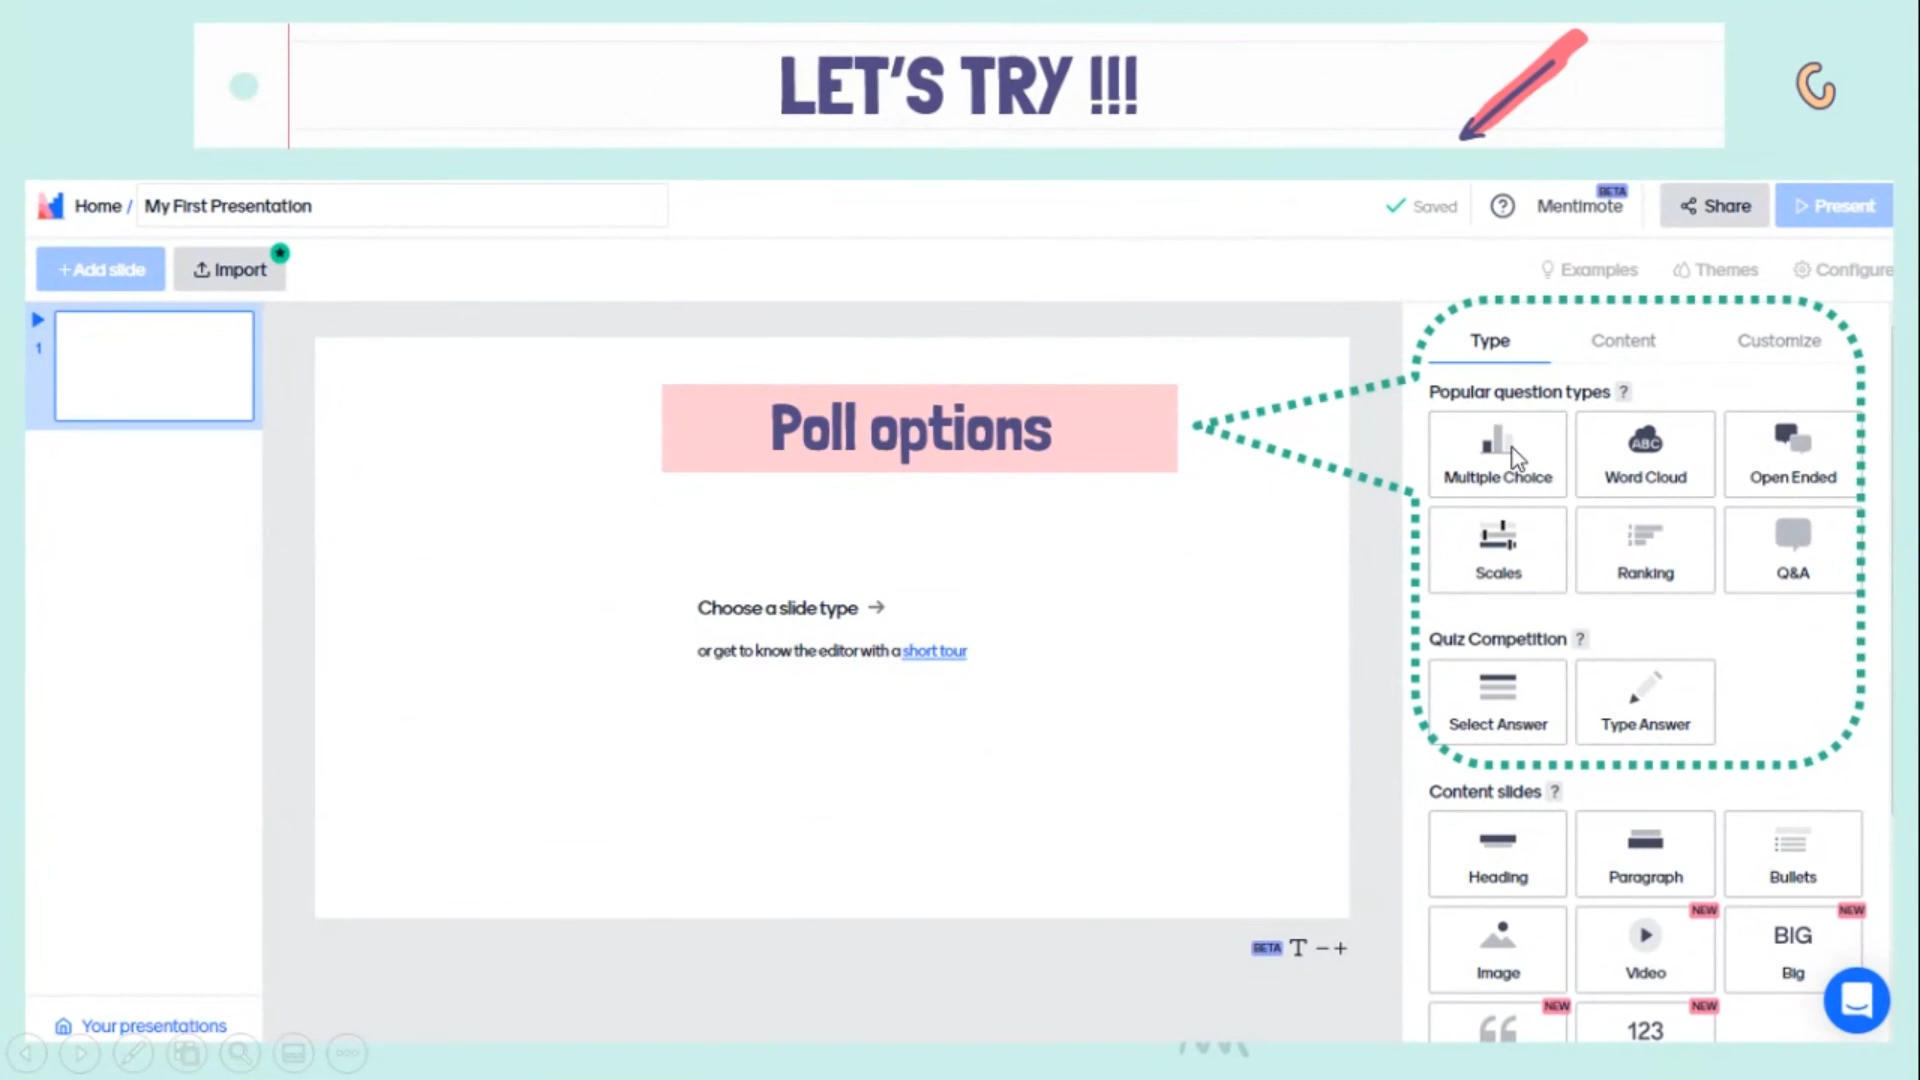 LET'S TRY !!!
Home / My First Presentation
Saved
BETA
Mentimote
Share
Present
+ Add slide
Import
Examples
Themes
Configure
1
Type
Content
Customize
Poll options
Popular question types ?
Multiple Choice
ABC
Word Cloud
Open Ended
Scales
Ranking
Q&A
Choose a slide type →
or get to know the editor with a short tour
Quiz Competition ?
Select Answer
Type Answer
Content slides ?
Heading
Paragraph
Bullets
Image
NEW
Video
NEW
BIG
Big
BETA T − +
NEW
NEW
123
Your presentations